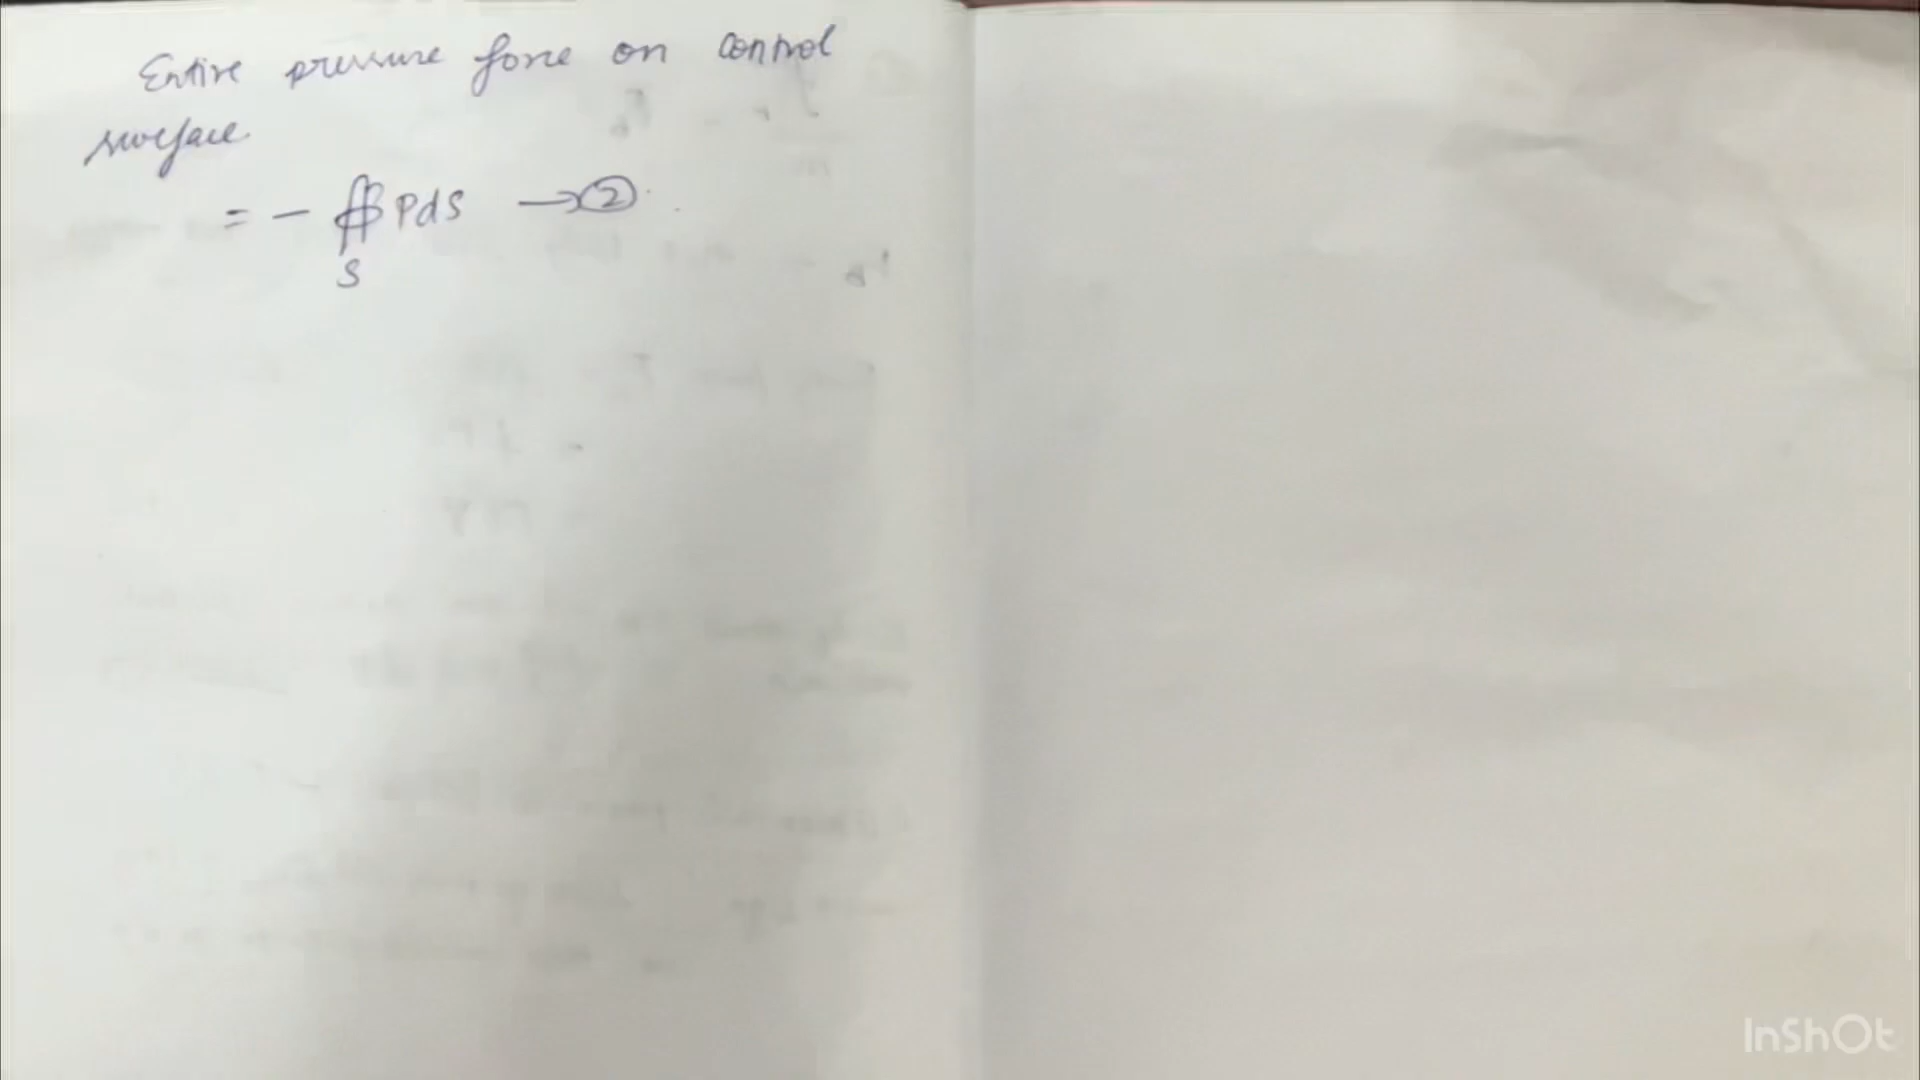 Entire pressure force on control
surface
= - ∯ PdS → ②
S
InShOt